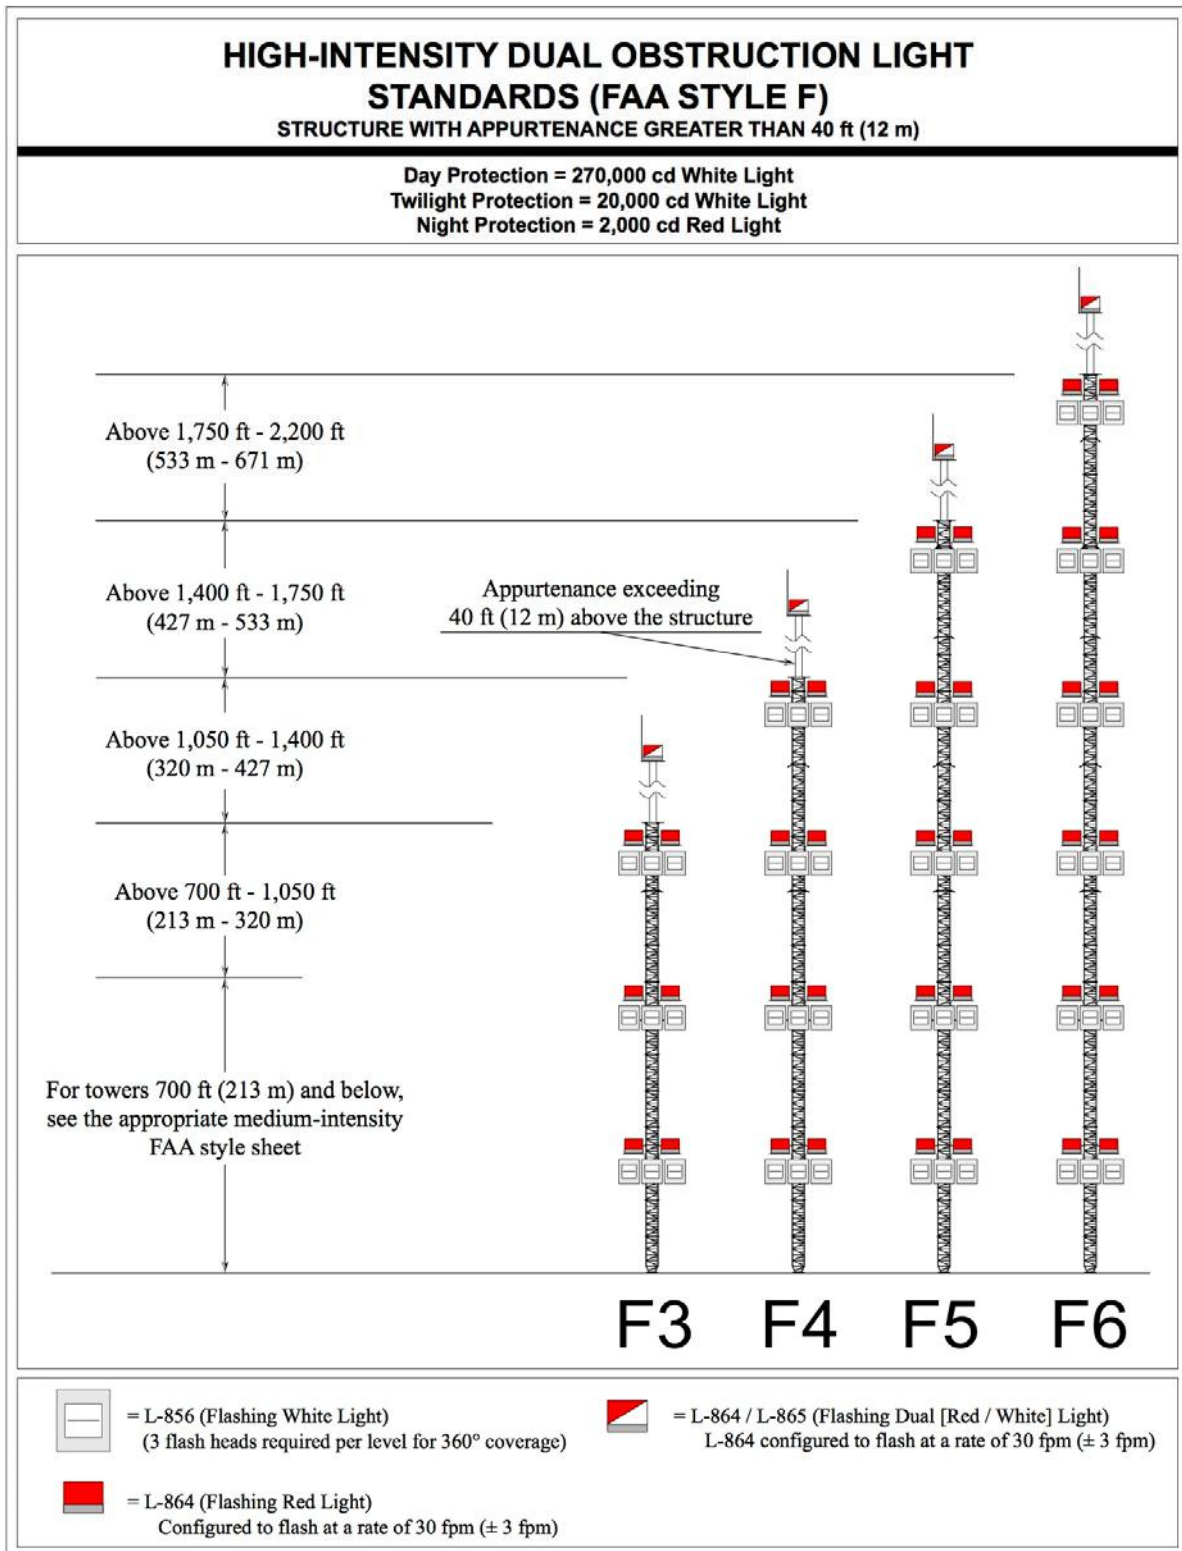 HIGH-INTENSITY DUAL OBSTRUCTION LIGHT
STANDARDS (FAA STYLE F)
STRUCTURE WITH APPURTENANCE GREATER THAN 40 ft (12 m)
Day Protection = 270,000 cd White Light
Twilight Protection = 20,000 cd White Light
Night Protection = 2,000 cd Red Light
Above 1,750 ft - 2,200 ft
(533 m - 671 m)
Above 1,400 ft - 1,750 ft
(427 m - 533 m)
Appurtenance exceeding
40 ft (12 m) above the structure
Above 1,050 ft - 1,400 ft
(320 m - 427 m)
Above 700 ft - 1,050 ft
(213 m - 320 m)
For towers 700 ft (213 m) and below,
see the appropriate medium-intensity
FAA style sheet
F3 F4 F5 F6
= L-856 (Flashing White Light)
(3 flash heads required per level for 360° coverage)
= L-864 / L-865 (Flashing Dual [Red / White] Light)
L-864 configured to flash at a rate of 30 fpm (± 3 fpm)
= L-864 (Flashing Red Light)
Configured to flash at a rate of 30 fpm (± 3 fpm)